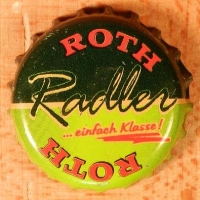 ROTH
Radler
...einfach Klasse!
ROTH